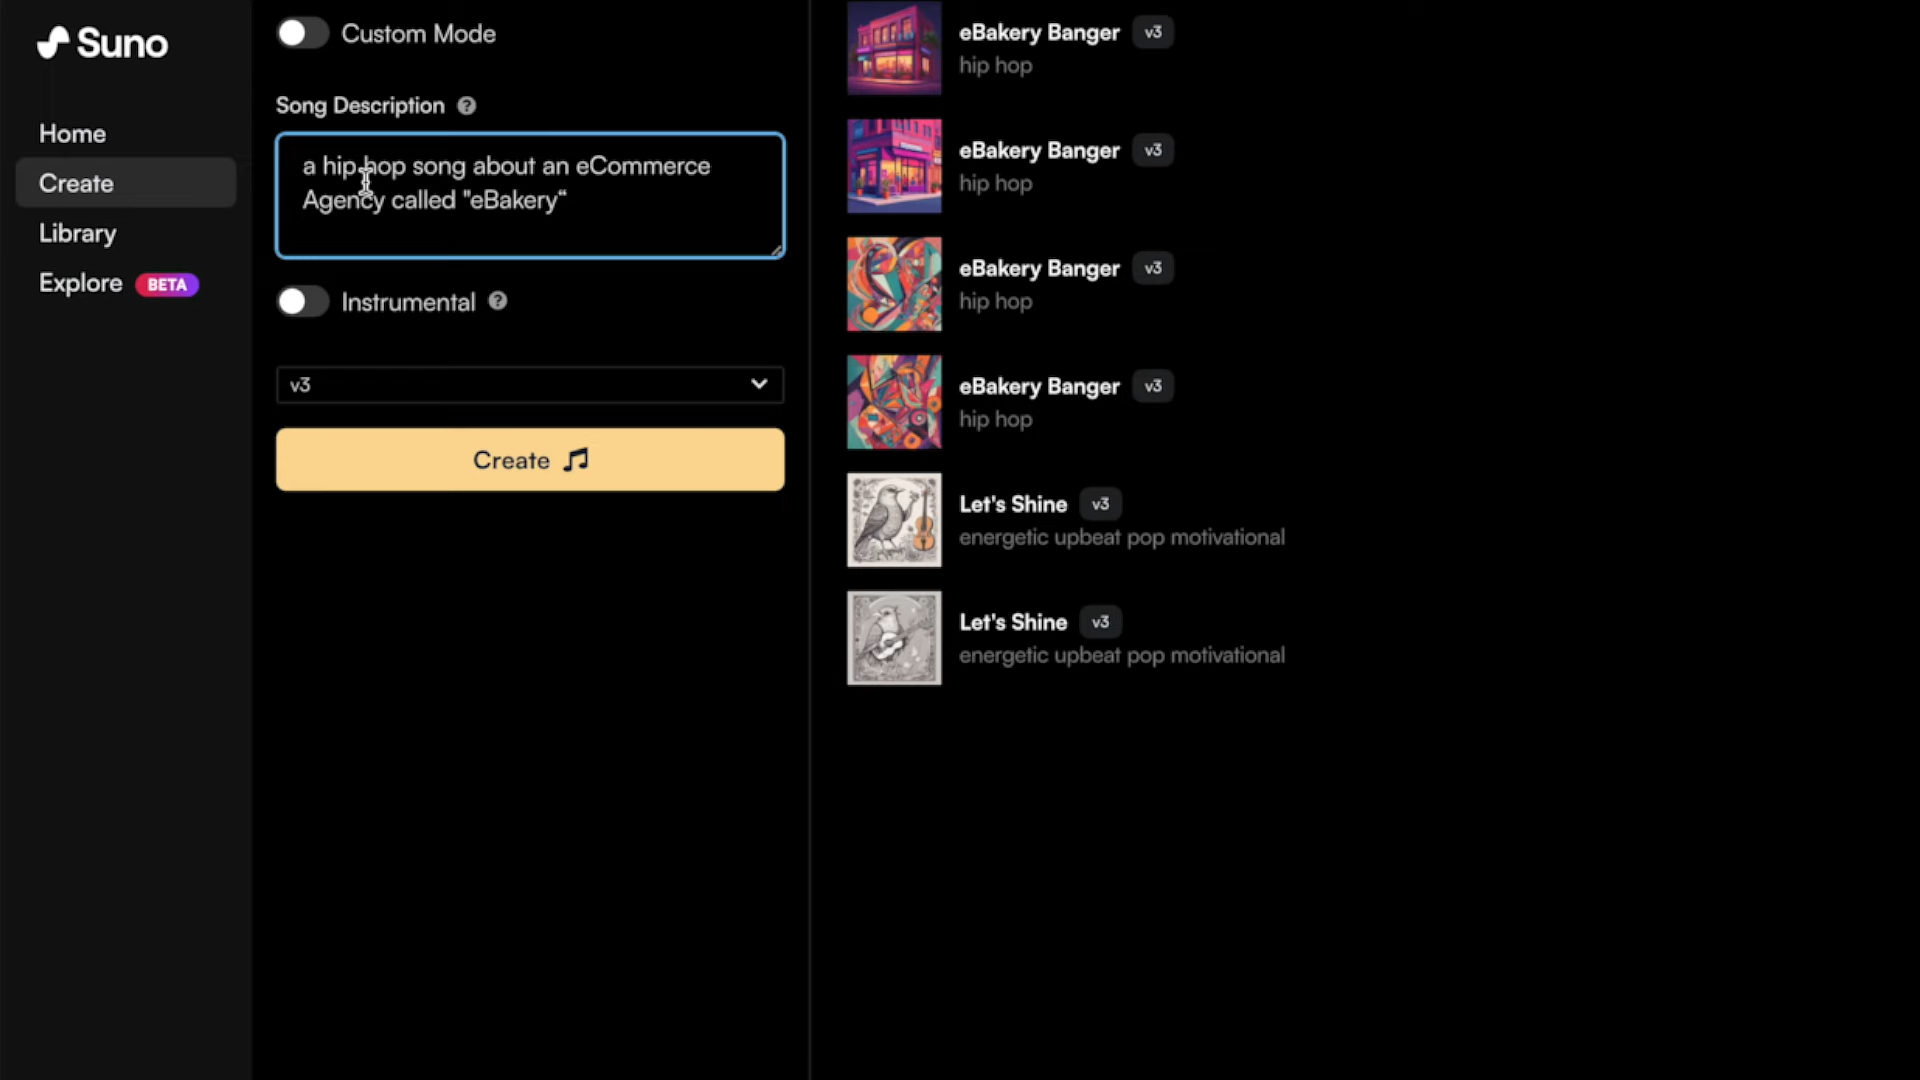 Suno
Home
Create
Library
Explore BETA
Custom Mode
Song Description ?
a hip-hop song about an eCommerce
Agency called "eBakery“
Instrumental ?
v3
Create
eBakery Banger v3
hip hop
eBakery Banger v3
hip hop
eBakery Banger v3
hip hop
eBakery Banger v3
hip hop
Let's Shine v3
energetic upbeat pop motivational
Let's Shine v3
energetic upbeat pop motivational